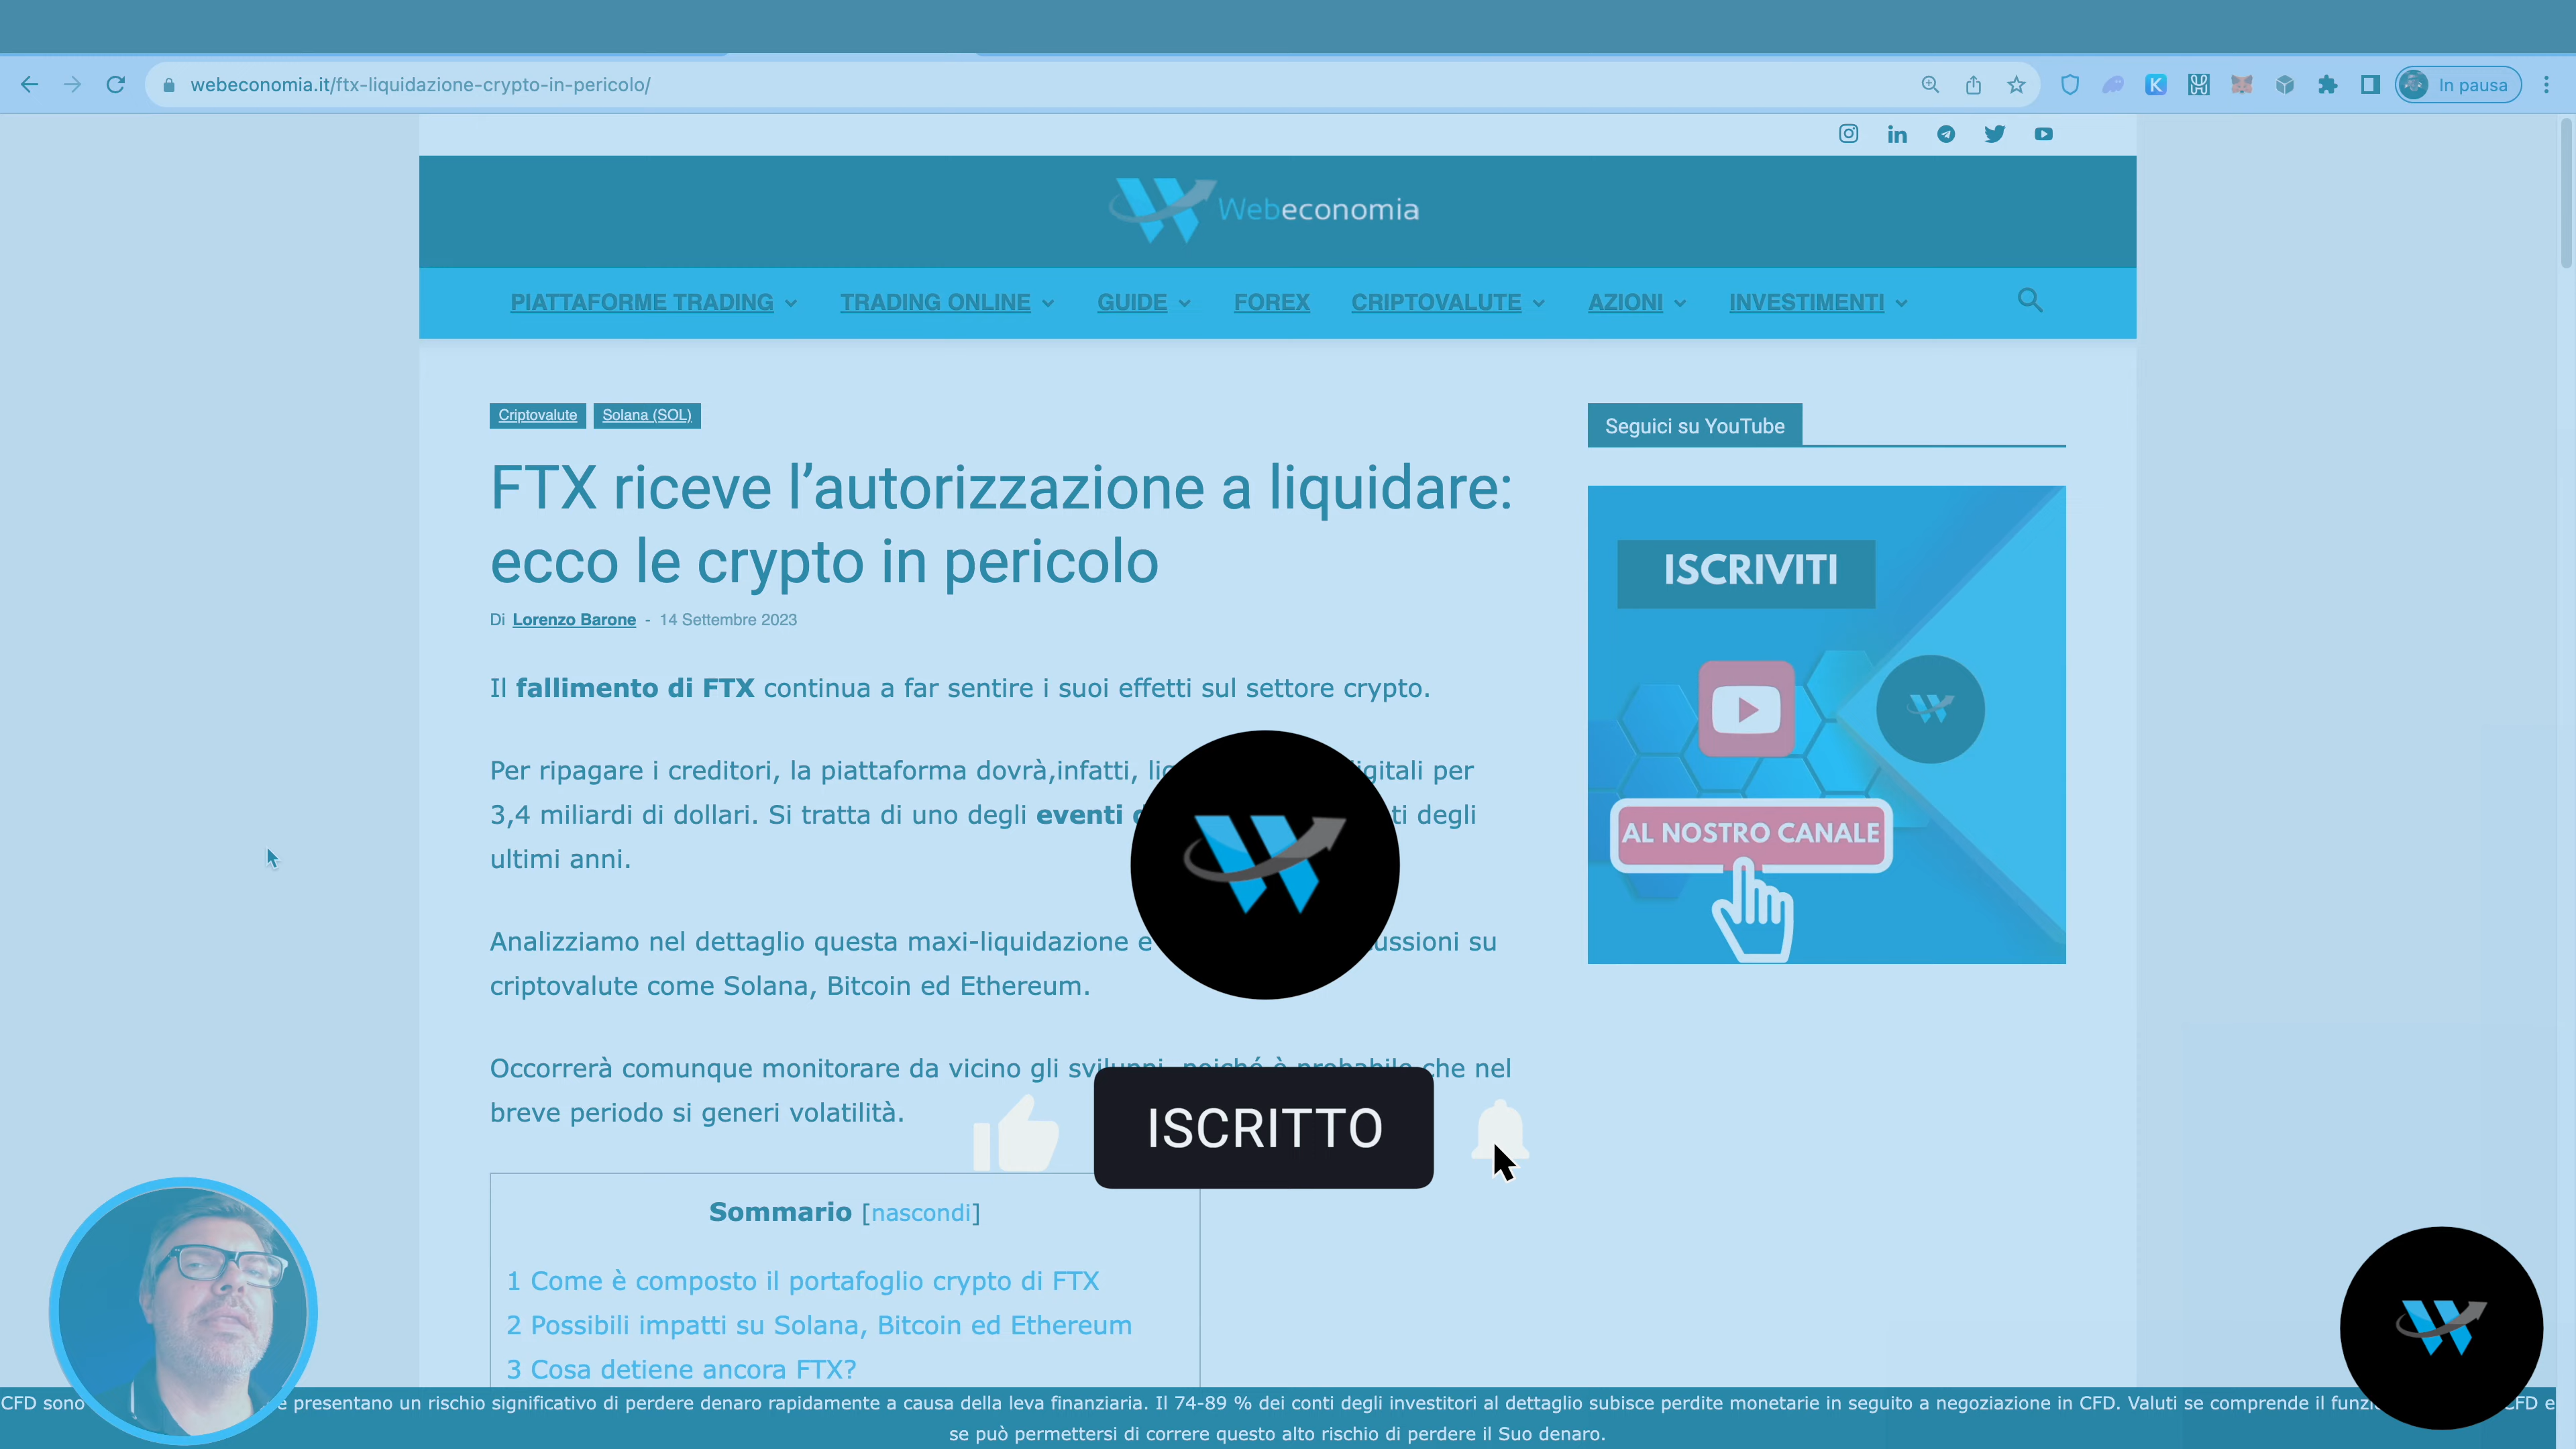 webeconomia.it/ftx-liquidazione-crypto-in-pericolo/
In pausa
Webeconomia
PIATTAFORME TRADING TRADING ONLINE GUIDE FOREX CRIPTOVALUTE AZIONI INVESTIMENTI
Criptovalute Solana (SOL)
FTX riceve l’autorizzazione a liquidare:
ecco le crypto in pericolo
Di Lorenzo Barone - 14 Settembre 2023
Il fallimento di FTX continua a far sentire i suoi effetti sul settore crypto.
Per ripagare i creditori, la piattaforma dovrà,infatti, per
3,4 miliardi di dollari. Si tratta di uno degli eventi degli
ultimi anni.
Analizziamo nel dettaglio questa maxi-liquidazione e su
criptovalute come Solana, Bitcoin ed Ethereum.
Occorrerà comunque monitorare da vicino gli sviluppi, poiché è probabile che nel
breve periodo si generi volatilità.
ISCRITTO
Sommario [nascondi]
1 Come è composto il portafoglio crypto di FTX
2 Possibili impatti su Solana, Bitcoin ed Ethereum
3 Cosa detiene ancora FTX?
Seguici su YouTube
ISCRIVITI
AL NOSTRO CANALE
CFD sono e presentano un rischio significativo di perdere denaro rapidamente a causa della leva finanziaria. Il 74-89 % dei conti degli investitori al dettaglio subisce perdite monetarie in seguito a negoziazione in CFD. Valuti se comprende il CFD e
se può permettersi di correre questo alto rischio di perdere il Suo denaro.